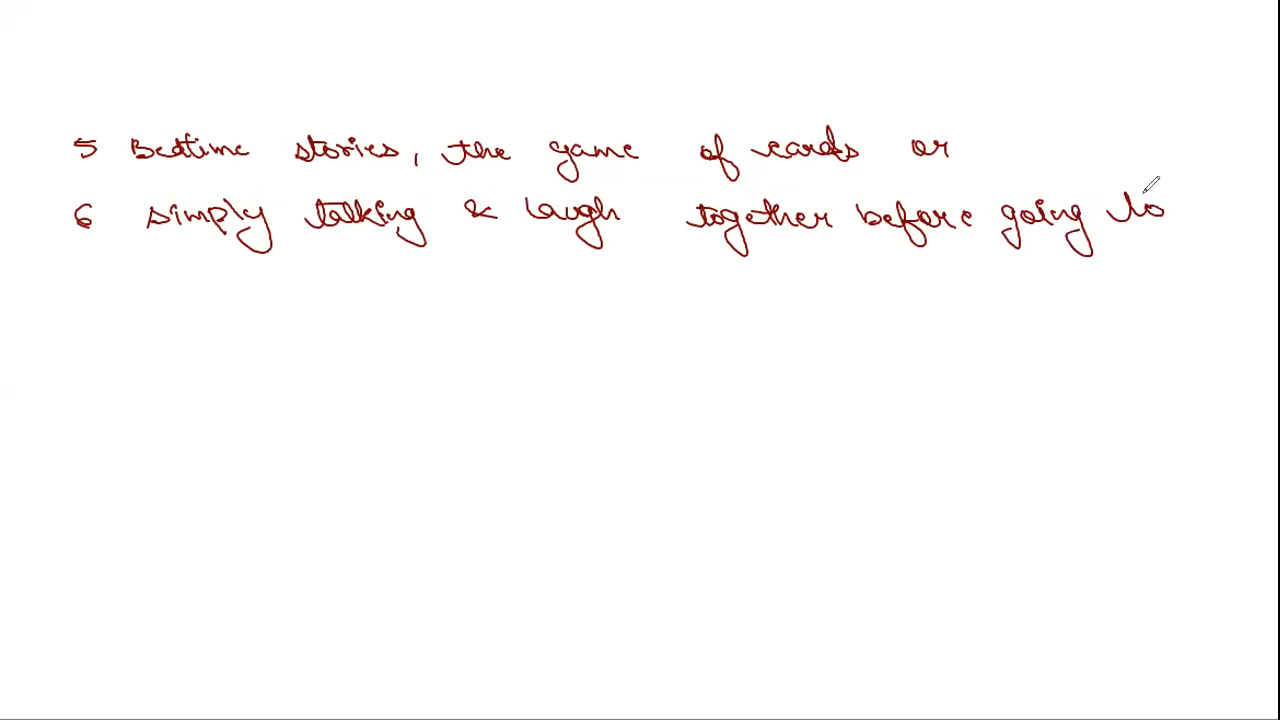 5 Bedtime stories, the game of cards or
6 simply talking & laugh together before going to